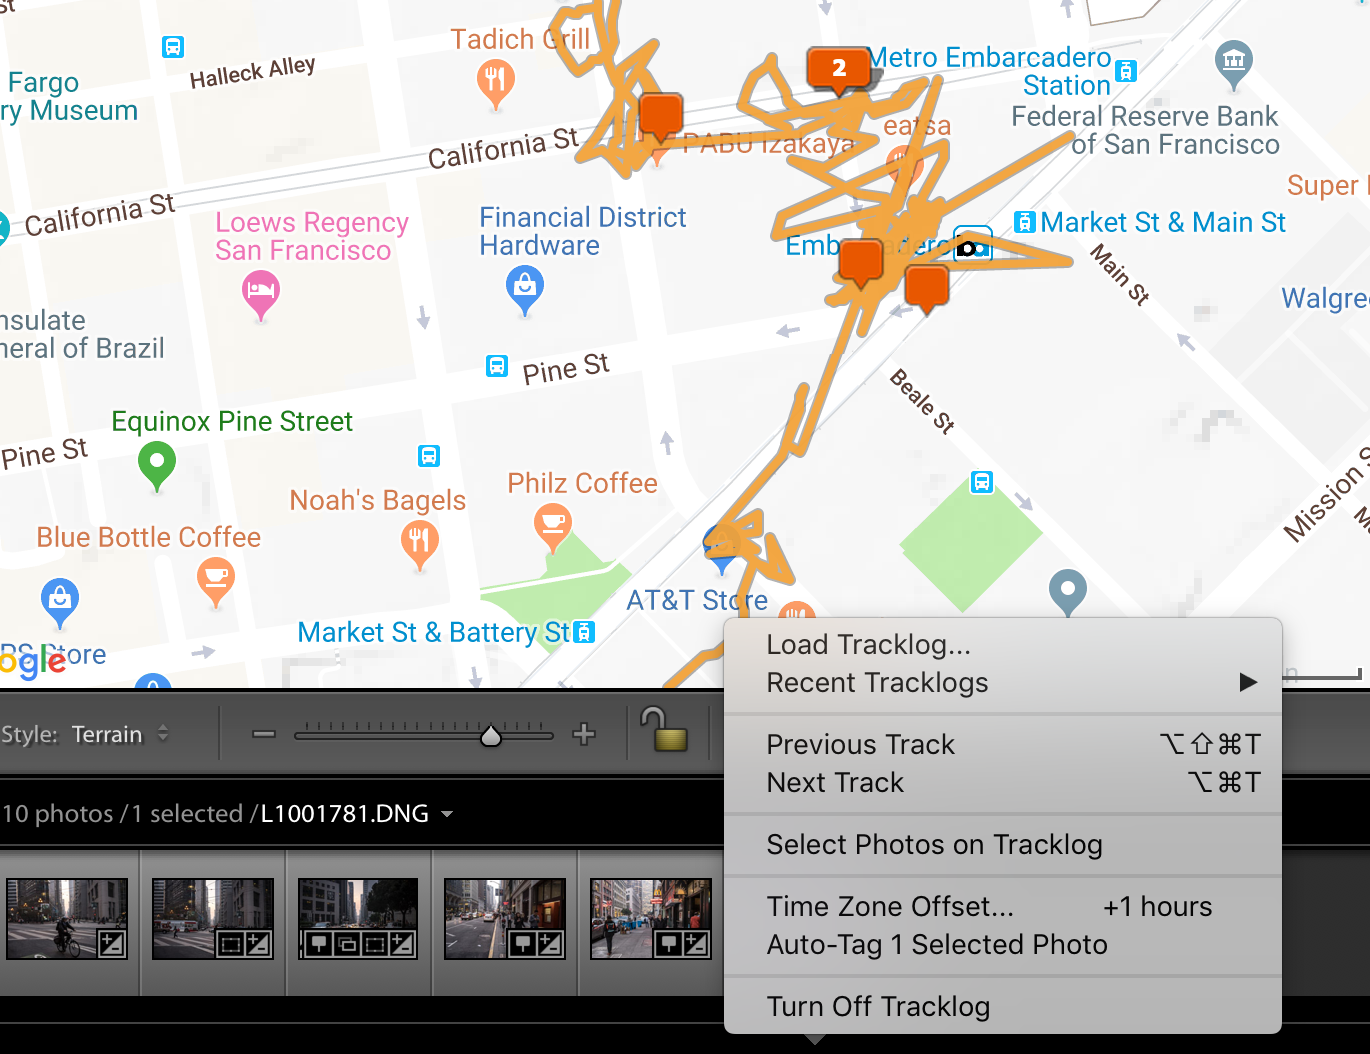 St
Tadich Grill
2
Metro Embarcadero
Station
Fargo
ry Museum
Halleck Alley
Federal Reserve Bank
of San Francisco
eatsa
PABU Izakaya
California St
California St
Super
Loews Regency
San Francisco
Financial District
Hardware
Market St & Main St
Embarcadero
Main St
Walgre
nsulate
neral of Brazil
Pine St
Beale St
Equinox Pine Street
Pine St
Noah's Bagels
Philz Coffee
Mission S
Blue Bottle Coffee
AT&T Store
Market St & Battery St
PS Store
ogle
Load Tracklog...
Recent Tracklogs
Previous Track ⌥⇧⌘T
Next Track ⌥⌘T
Select Photos on Tracklog
Time Zone Offset... +1 hours
Auto-Tag 1 Selected Photo
Turn Off Tracklog
Style: Terrain
10 photos / 1 selected / L1001781.DNG